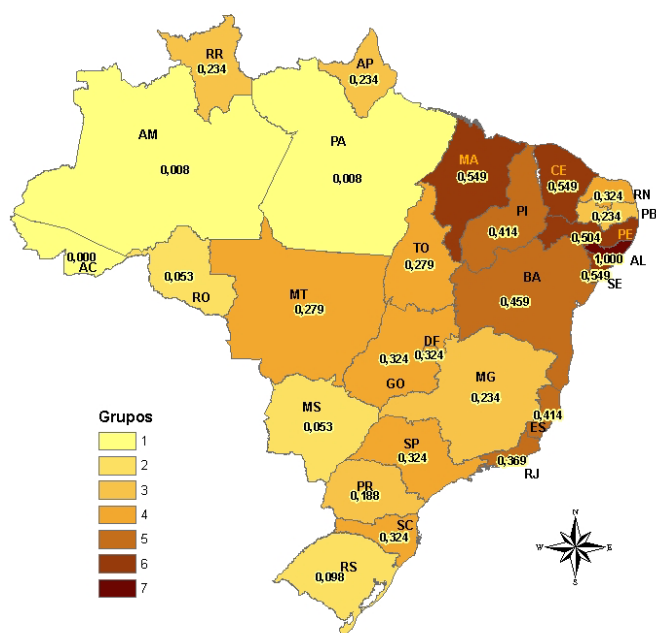 RR
0,234
AP
0,234
AM
0,008
PA
0,008
MA
0,549
CE
0,549
0,324
RN
0,234
PB
PI
0,414
0,504
PE
1,000
AL
0,549
SE
0,000
AC
0,053
RO
TO
0,279
MT
0,279
BA
0,459
DF
0,324
0,324
GO
MG
0,234
MS
0,053
0,414
ES
SP
0,324
0,369
RJ
PR
0,188
SC
0,324
RS
0,098
Grupos
1
2
3
4
5
6
7
N
W
E
S